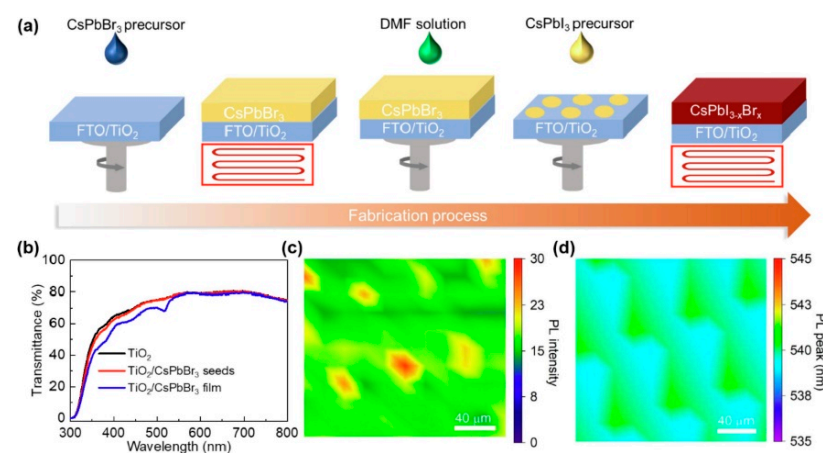 (a)
CsPbBr₃ precursor
DMF solution
CsPbI₃ precursor
FTO/TiO₂
CsPbBr₃
FTO/TiO₂
CsPbBr₃
FTO/TiO₂
FTO/TiO₂
CsPbI₃₋ₓBrₓ
FTO/TiO₂
Fabrication process
(b)
Transmittance (%)
100
80
60
40
20
0
TiO₂
TiO₂/CsPbBr₃ seeds
TiO₂/CsPbBr₃ film
300 400 500 600 700 800
Wavelength (nm)
(c)
40 μm
30
23
15
8
0
PL intensity
(d)
40 μm
545
543
540
538
535
PL peak (nm)